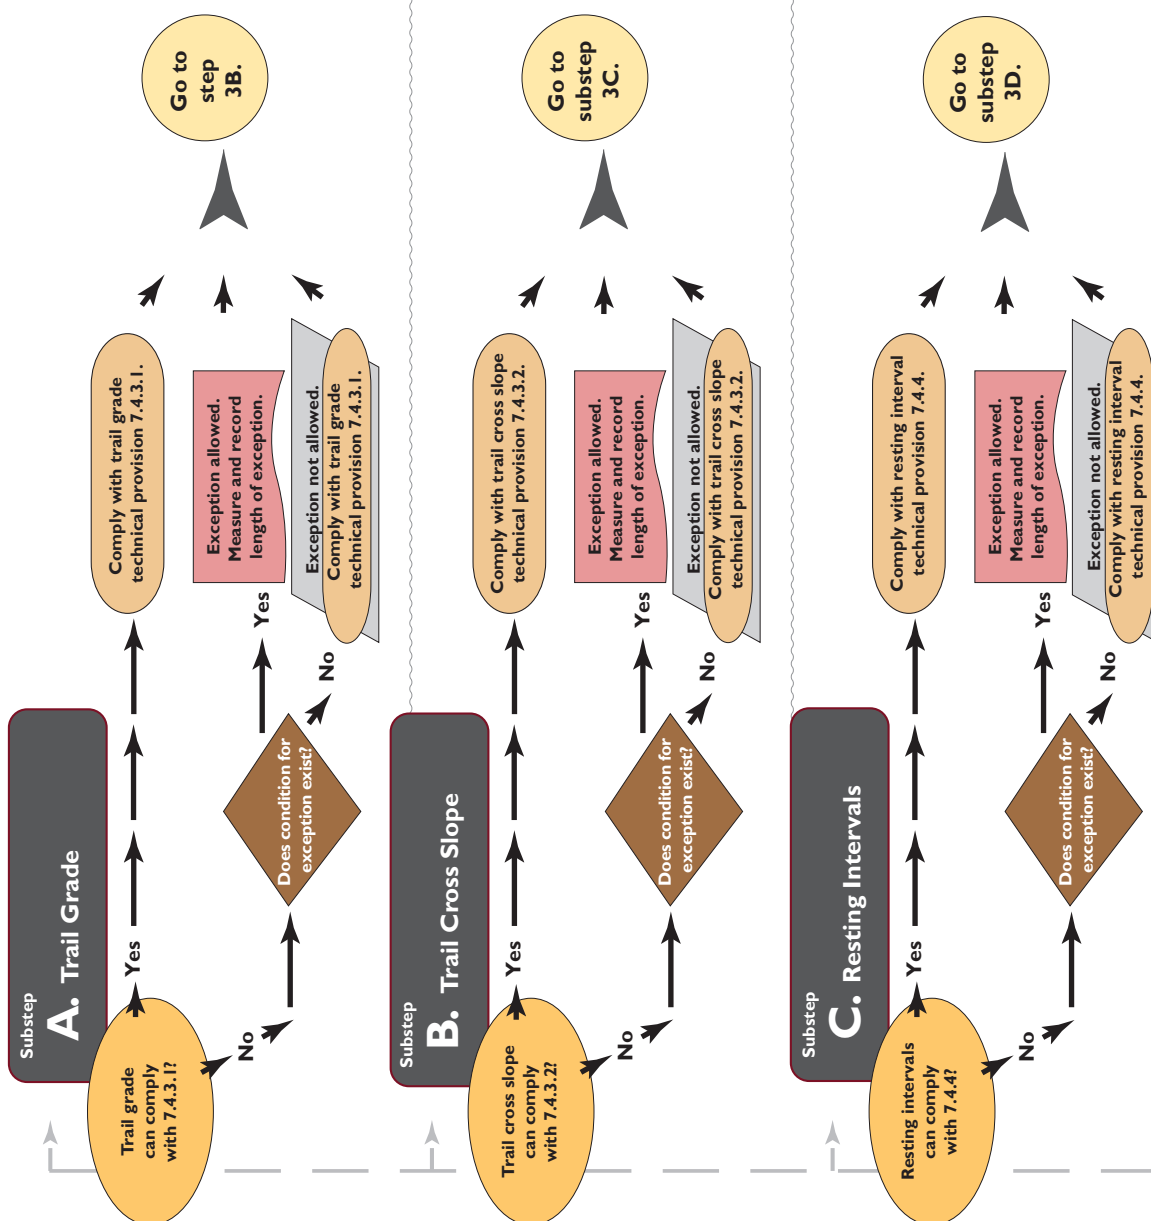 Substep
A. Trail Grade
Trail grade
can comply
with 7.4.3.1?
Yes
Comply with trail grade
technical provision 7.4.3.1.
No
Does condition for
exception exist?
Yes
Exception allowed.
Measure and record
length of exception.
No
Exception not allowed.
Comply with trail grade
technical provision 7.4.3.1.
Go to
step
3B.
Substep
B. Trail Cross Slope
Trail cross slope
can comply
with 7.4.3.2?
Yes
Comply with trail cross slope
technical provision 7.4.3.2.
No
Does condition for
exception exist?
Yes
Exception allowed.
Measure and record
length of exception.
No
Exception not allowed.
Comply with trail cross slope
technical provision 7.4.3.2.
Go to
substep
3C.
Substep
C. Resting Intervals
Resting intervals
can comply
with 7.4.4?
Yes
Comply with resting interval
technical provision 7.4.4.
No
Does condition for
exception exist?
Yes
Exception allowed.
Measure and record
length of exception.
No
Exception not allowed.
Comply with resting interval
technical provision 7.4.4.
Go to
substep
3D.